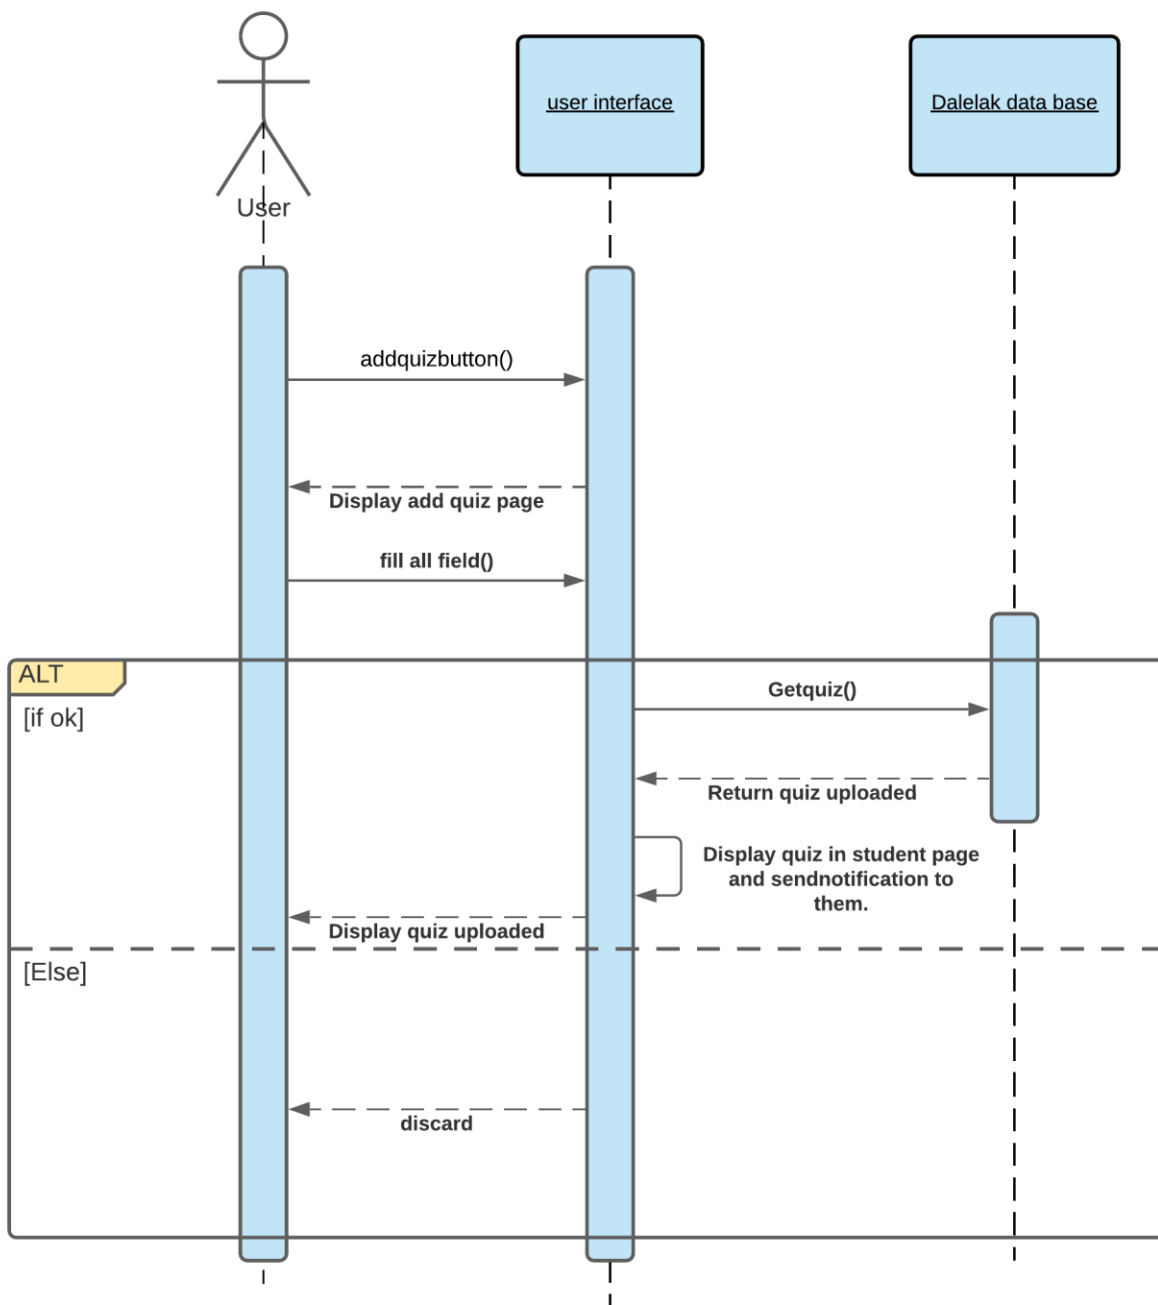 user interface
Dalelak data base
User
addquizbutton()
Display add quiz page
fill all field()
ALT
[if ok]
Getquiz()
Return quiz uploaded
Display quiz in student page
and sendnotification to
them.
Display quiz uploaded
[Else]
discard